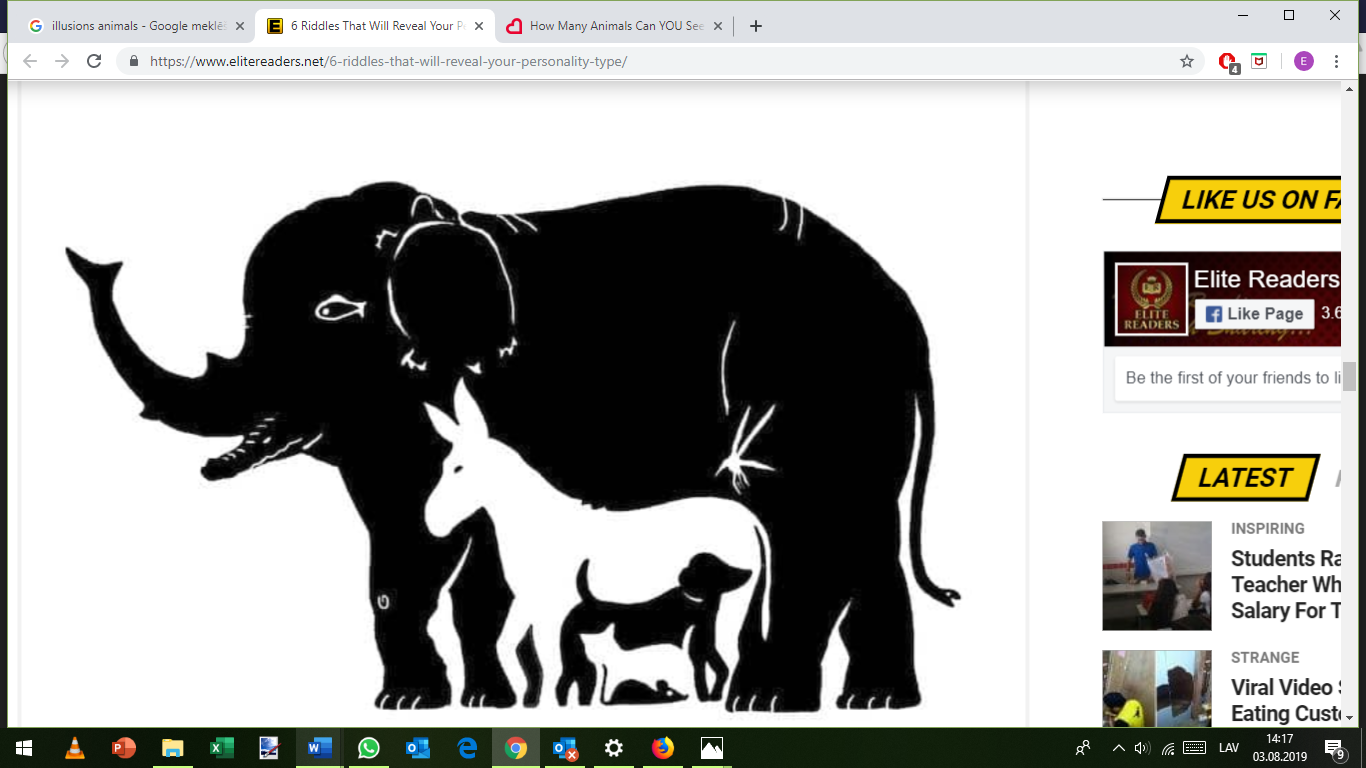 illusions animals - Google meklē
6 Riddles That Will Reveal Your P
How Many Animals Can YOU See
https://www.elitereaders.net/6-riddles-that-will-reveal-your-personality-type/
4
E
LIKE US ON FA
Elite Readers
ELITE
READERS
Like Page
3.6
Be the first of your friends to li
LATEST
INSPIRING
Students Ra
Teacher Wh
Salary For T
STRANGE
Viral Video S
Eating Custo
LAV
14:17
03.08.2019
9